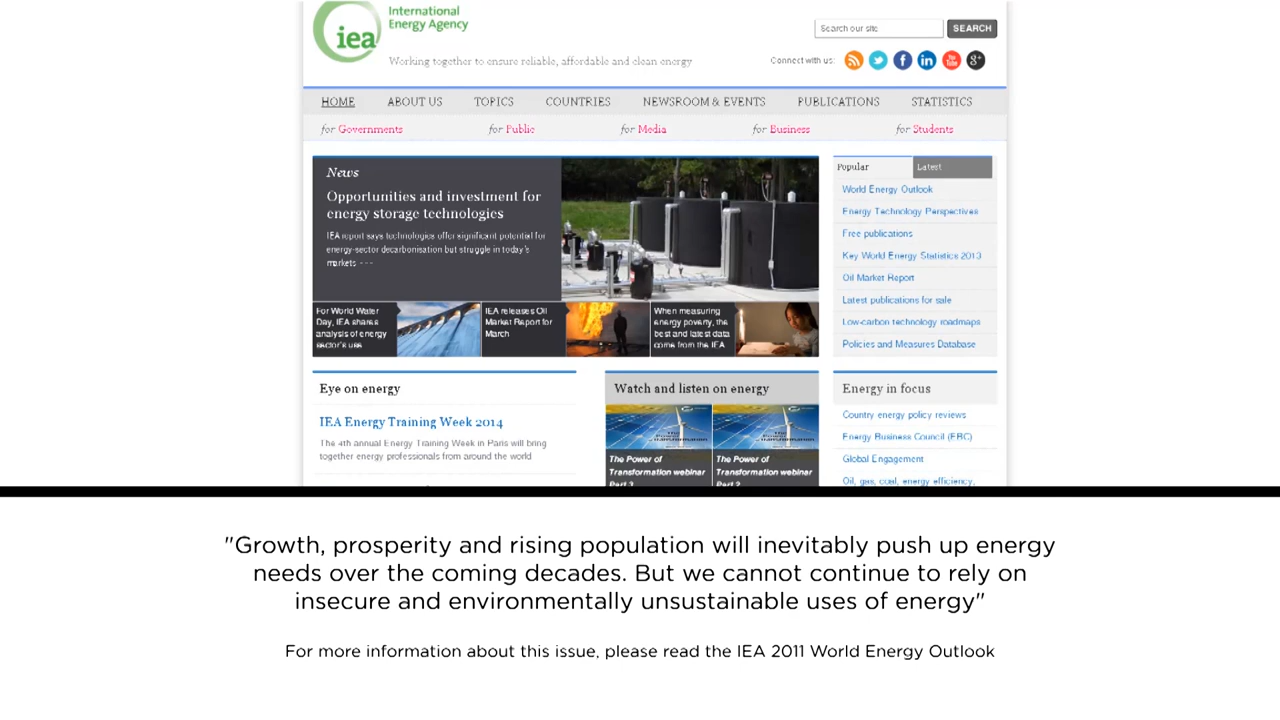 International
Energy Agency
iea
Working together to ensure reliable, affordable and clean energy
Search our site
SEARCH
Connect with us:
HOME ABOUT US TOPICS COUNTRIES NEWSROOM & EVENTS PUBLICATIONS STATISTICS
for Governments for Public for Media for Business for Students
News
Opportunities and investment for
energy storage technologies
IEA report says technologies offer significant potential for
energy-sector decarbonisation but struggle in today's
markets ---
For World Water
Day, IEA shares
analysis of energy
sector's use
IEA releases Oil
Market Report for
March
When measuring
energy poverty, the
best and latest data
come from the IEA
Popular Latest
World Energy Outlook
Energy Technology Perspectives
Free publications
Key World Energy Statistics 2013
Oil Market Report
Latest publications for sale
Low-carbon technology roadmaps
Policies and Measures Database
Eye on energy
IEA Energy Training Week 2014
The 4th annual Energy Training Week in Paris will bring
together energy professionals from around the world
Watch and listen on energy
The Power of
Transformation webinar
Part 3
The Power of
Transformation webinar
Part 2
Energy in focus
Country energy policy reviews
Energy Business Council (EBC)
Global Engagement
Oil, gas, coal, energy efficiency,
"Growth, prosperity and rising population will inevitably push up energy
needs over the coming decades. But we cannot continue to rely on
insecure and environmentally unsustainable uses of energy"
For more information about this issue, please read the IEA 2011 World Energy Outlook